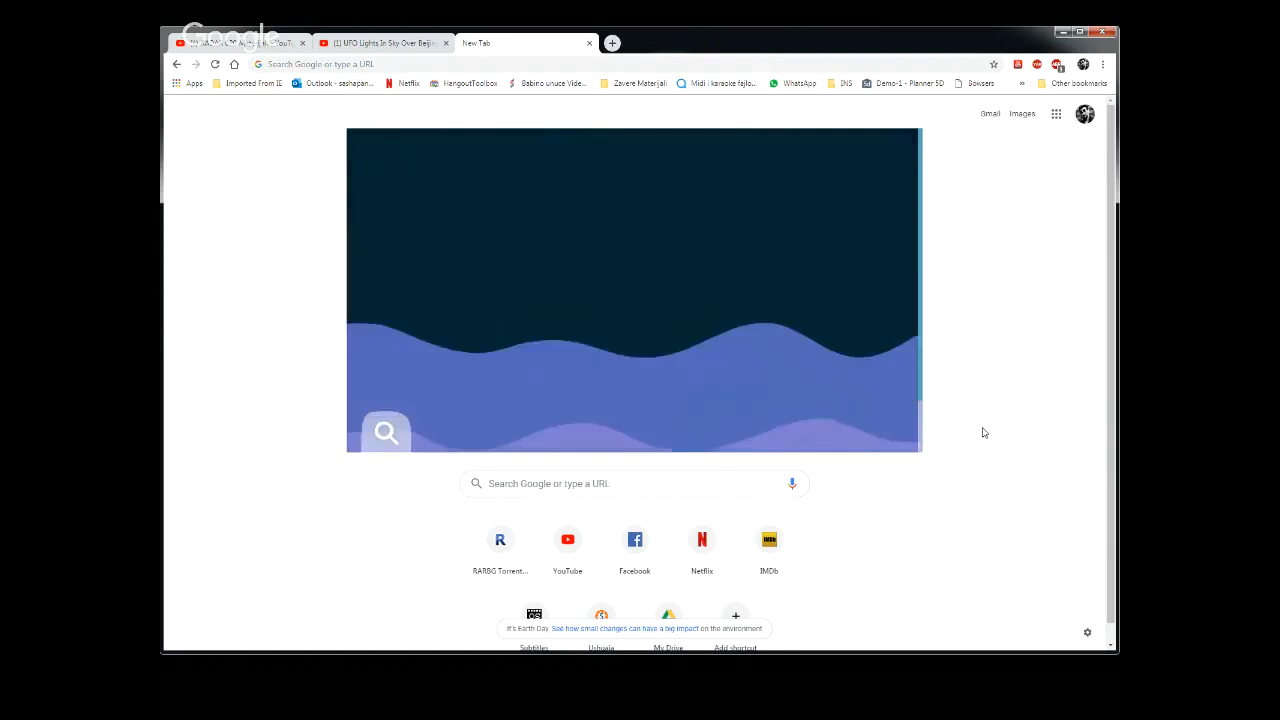 Google
(1) UFO Lights In Sky Over Beijin
New Tab
Search Google or type a URL
Apps
Imported From IE
Outlook - sashapan...
Netflix
HangoutToolbox
Babino unuce Vide...
Zavere Materijali
Midi i karaoke fajlo...
WhatsApp
INS
Demo-1 - Planner 5D
Bowsers
»
Other bookmarks
Gmail
Images
Search Google or type a URL
RARBG Torrent...
YouTube
Facebook
Netflix
IMDb
It's Earth Day. See how small changes can have a big impact on the environment
Subtitles
Ushuaia
My Drive
Add shortcut